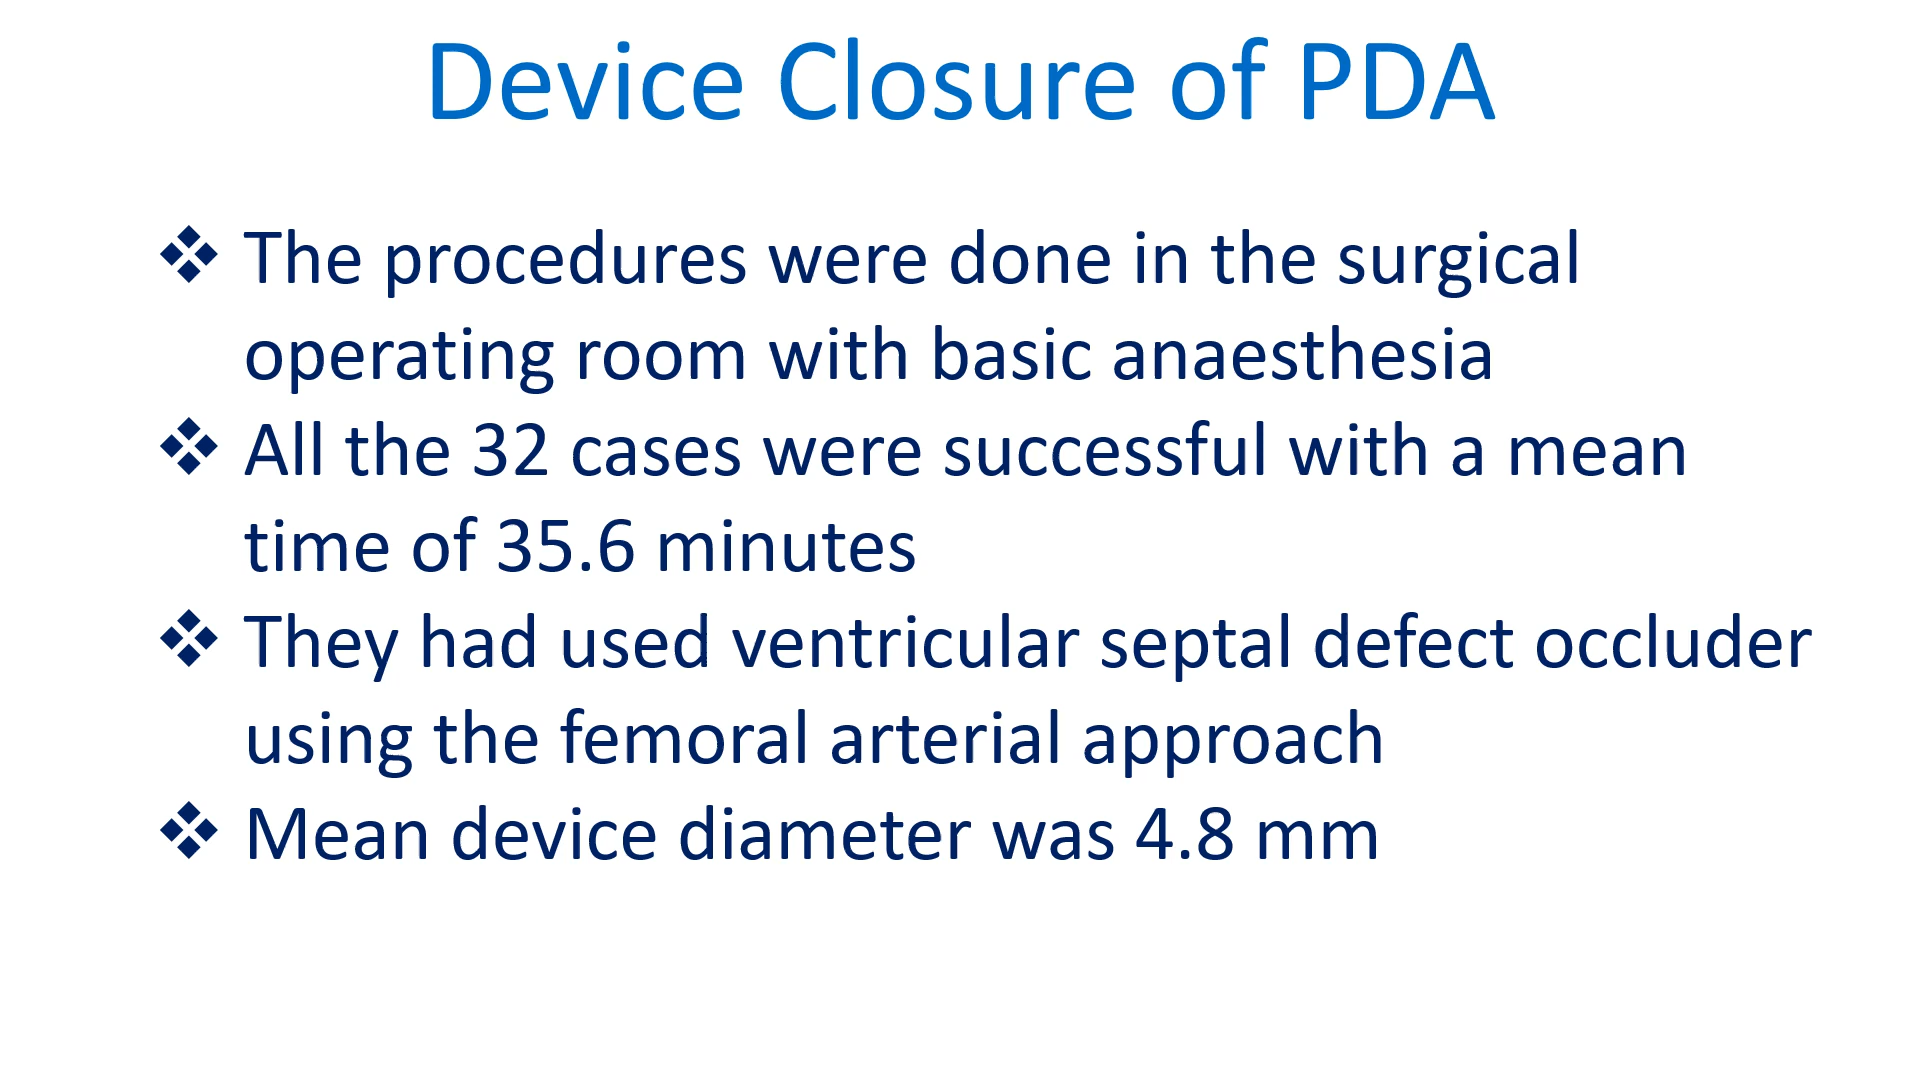 Device Closure of PDA
❖ The procedures were done in the surgical
operating room with basic anaesthesia
❖ All the 32 cases were successful with a mean
time of 35.6 minutes
❖ They had used ventricular septal defect occluder
using the femoral arterial approach
❖ Mean device diameter was 4.8 mm